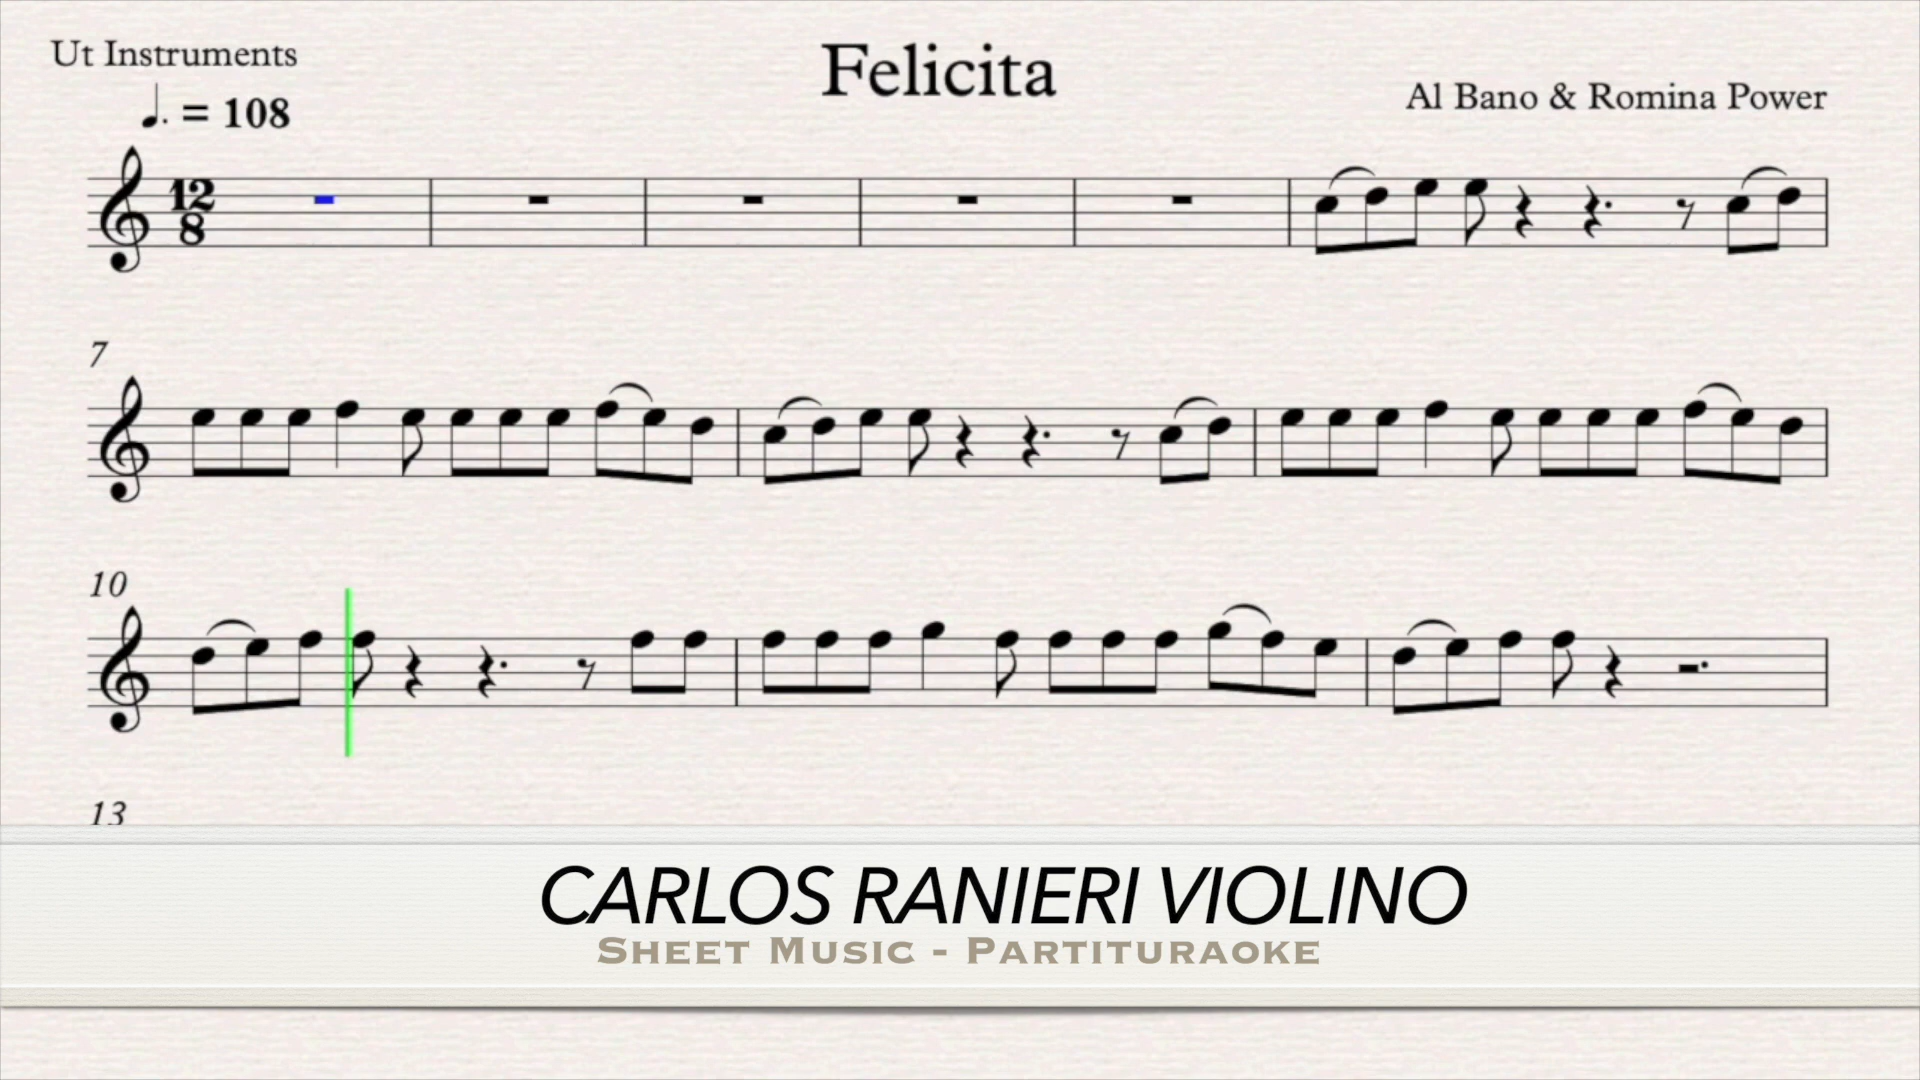 Ut Instruments
Felicita
♩. = 108
Al Bano & Romina Power
12
8
7
10
13
CARLOS RANIERI VIOLINO
SHEET MUSIC - PARTITURAOKE